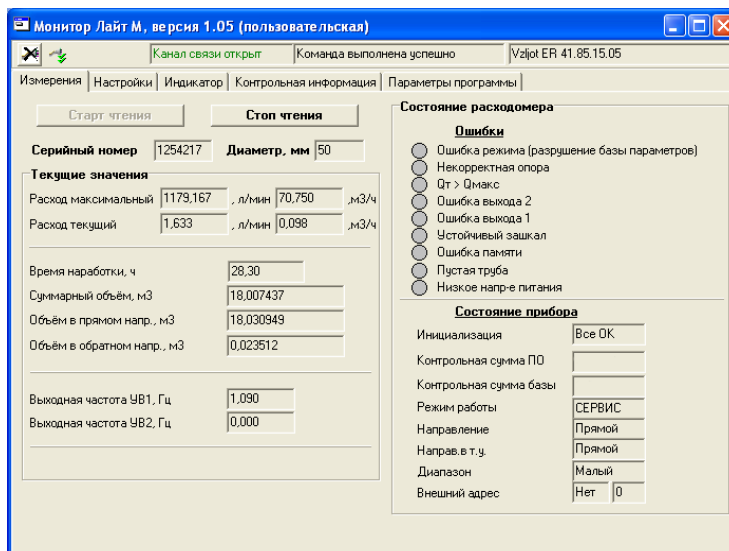 Монитор Лайт М, версия 1.05 (пользовательская)
Канал связи открыт Команда выполнена успешно Vzljot ER 41.85.15.05
Измерения Настройки Индикатор Контрольная информация Параметры программы
Старт чтения Стоп чтения
Серийный номер 1254217 Диаметр, мм 50
Текущие значения
Расход максимальный 1179,167 , л/мин 70,750 ,м3/ч
Расход текущий 1,633 , л/мин 0,098 ,м3/ч
Время наработки, ч 28,30
Суммарный объём, м3 18,007437
Объём в прямом напр., м3 18,030949
Объём в обратном напр., м3 0,023512
Выходная частота УВ1, Гц 1,090
Выходная частота УВ2, Гц 0,000
Состояние расходомера
Ошибки
Ошибка режима (разрушение базы параметров)
Некорректная опора
Qт > Qмакс
Ошибка выхода 2
Ошибка выхода 1
Устойчивый зашкал
Ошибка памяти
Пустая труба
Низкое напр-е питания
Состояние прибора
Инициализация Все ОК
Контрольная сумма ПО
Контрольная сумма базы
Режим работы СЕРВИС
Направление Прямой
Направ.в т.у. Прямой
Диапазон Малый
Внешний адрес Нет 0